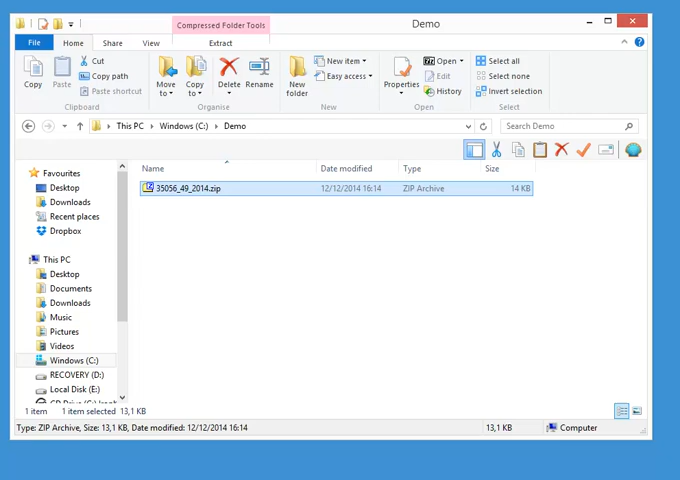 Compressed Folder Tools
Demo
File Home Share View Extract
Copy
Paste
Cut
Copy path
Paste shortcut
Clipboard
Move to
Copy to
Delete
Rename
Organise
New folder
New item
Easy access
New
Properties
Open
Edit
History
Open
Select all
Select none
Invert selection
Select
This PC Windows (C:) Demo
Search Demo
Name Date modified Type Size
35056_49_2014.zip 12/12/2014 16:14 ZIP Archive 14 KB
Favourites
Desktop
Downloads
Recent places
Dropbox
This PC
Desktop
Documents
Downloads
Music
Pictures
Videos
Windows (C:)
RECOVERY (D:)
Local Disk (E:)
1 item 1 item selected 13,1 KB
Type: ZIP Archive, Size: 13,1 KB, Date modified: 12/12/2014 16:14 13,1 KB Computer